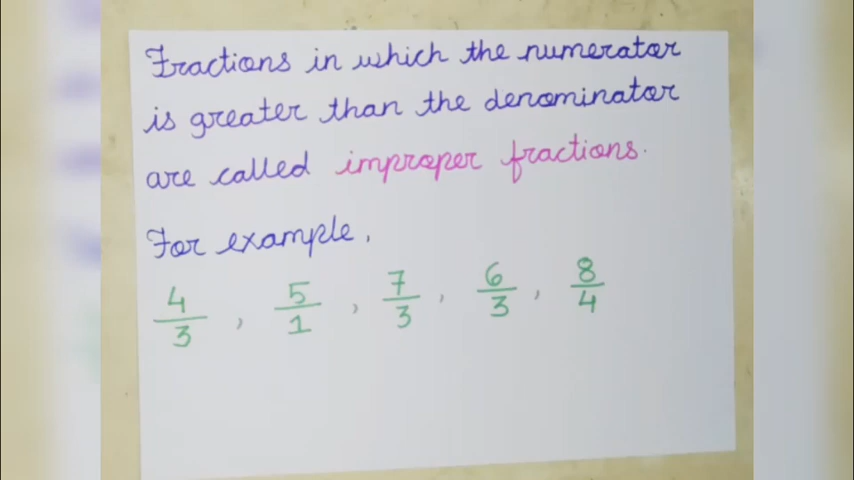 Fractions in which the numerator
is greater than the denominator
are called improper fractions.
For example,
4/3 , 5/1 , 7/3 , 6/3 , 8/4